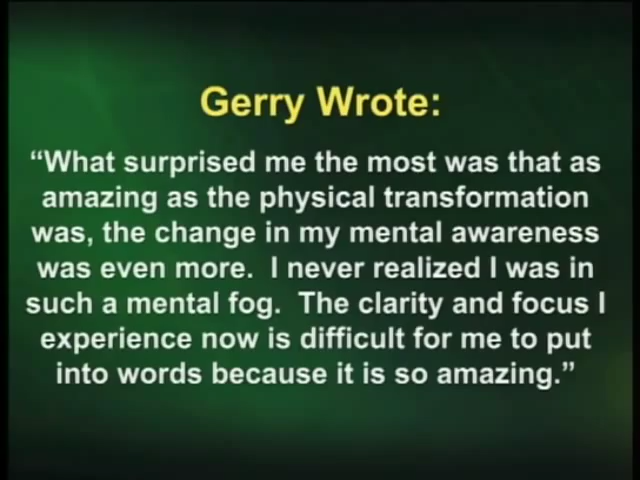 Gerry Wrote:
“What surprised me the most was that as
amazing as the physical transformation
was, the change in my mental awareness
was even more.  I never realized I was in
such a mental fog.  The clarity and focus I
experience now is difficult for me to put
into words because it is so amazing.”